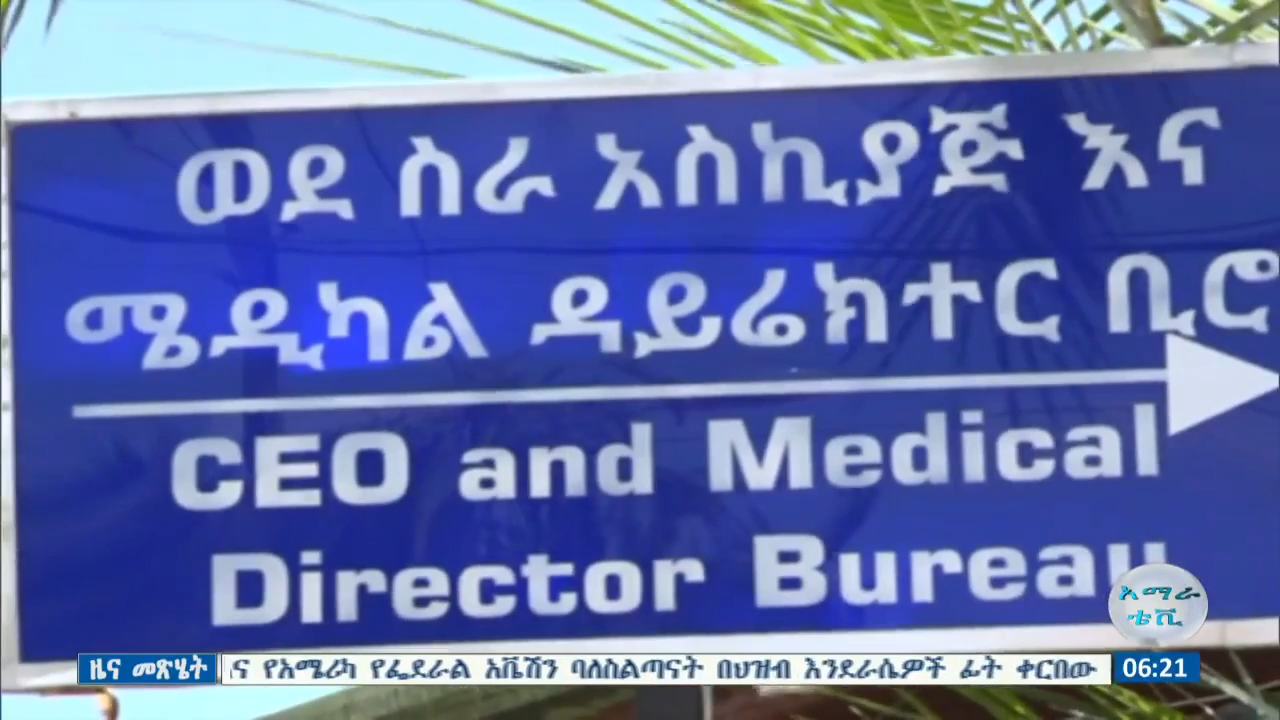 ወደ ስራ አስኪያጅ እና
ሜዲካል ዳይሬክተር ቢሮ
CEO and Medical
Director Bureau
አማራ
ቴቪ
ዜና መጽሄት
ና የአሜሪካ የፌደራል አቬሽን ባለስልጣናት በህዝብ እንደራሴዎች ፊት ቀርበው
06:21